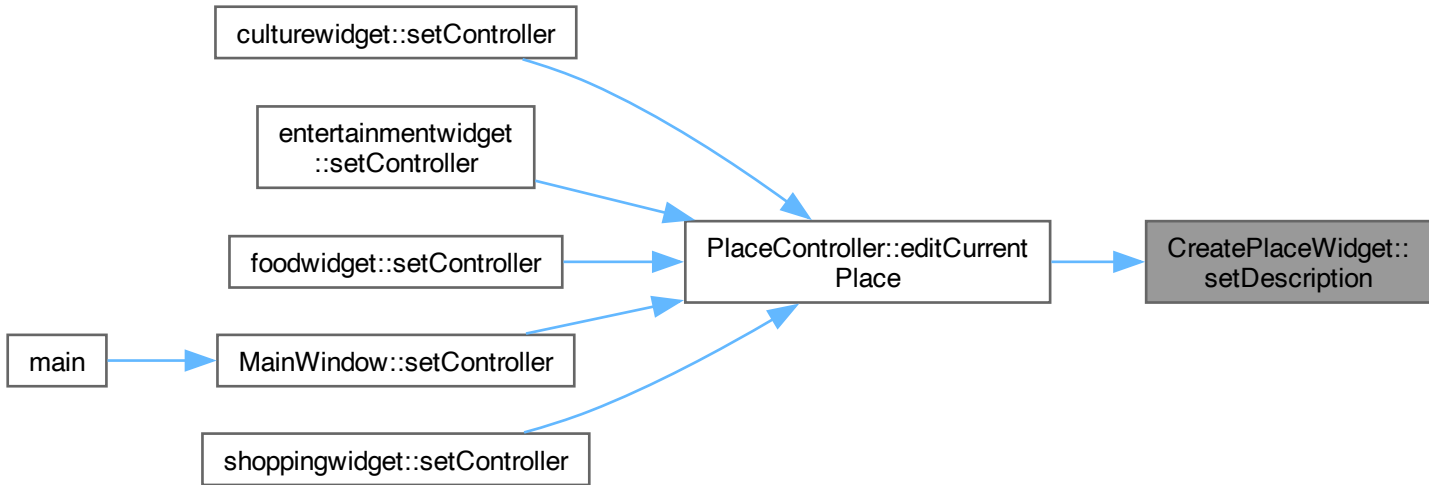 culturewidget::setController
entertainmentwidget
::setController
foodwidget::setController
main
MainWindow::setController
shoppingwidget::setController
PlaceController::editCurrent
Place
CreatePlaceWidget::
setDescription